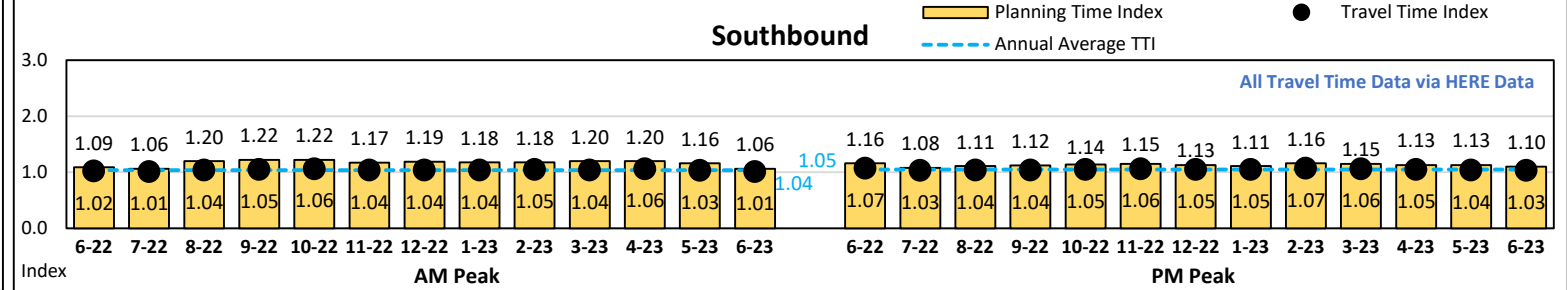 Planning Time Index
Travel Time Index
Southbound
Annual Average TTI
3.0
All Travel Time Data via HERE Data
2.0
1.09 1.06 1.20 1.22 1.22 1.17 1.19 1.18 1.18 1.20 1.20 1.16 1.06 1.16 1.08 1.11 1.12 1.14 1.15 1.13 1.11 1.16 1.15 1.13 1.13 1.10
1.05
1.0
1.04
1.02 1.01 1.04 1.05 1.06 1.04 1.04 1.04 1.05 1.04 1.06 1.03 1.01 1.07 1.03 1.04 1.04 1.05 1.06 1.05 1.05 1.07 1.06 1.05 1.04 1.03
0.0
6-22 7-22 8-22 9-22 10-22 11-22 12-22 1-23 2-23 3-23 4-23 5-23 6-23 6-22 7-22 8-22 9-22 10-22 11-22 12-22 1-23 2-23 3-23 4-23 5-23 6-23
Index
AM Peak PM Peak